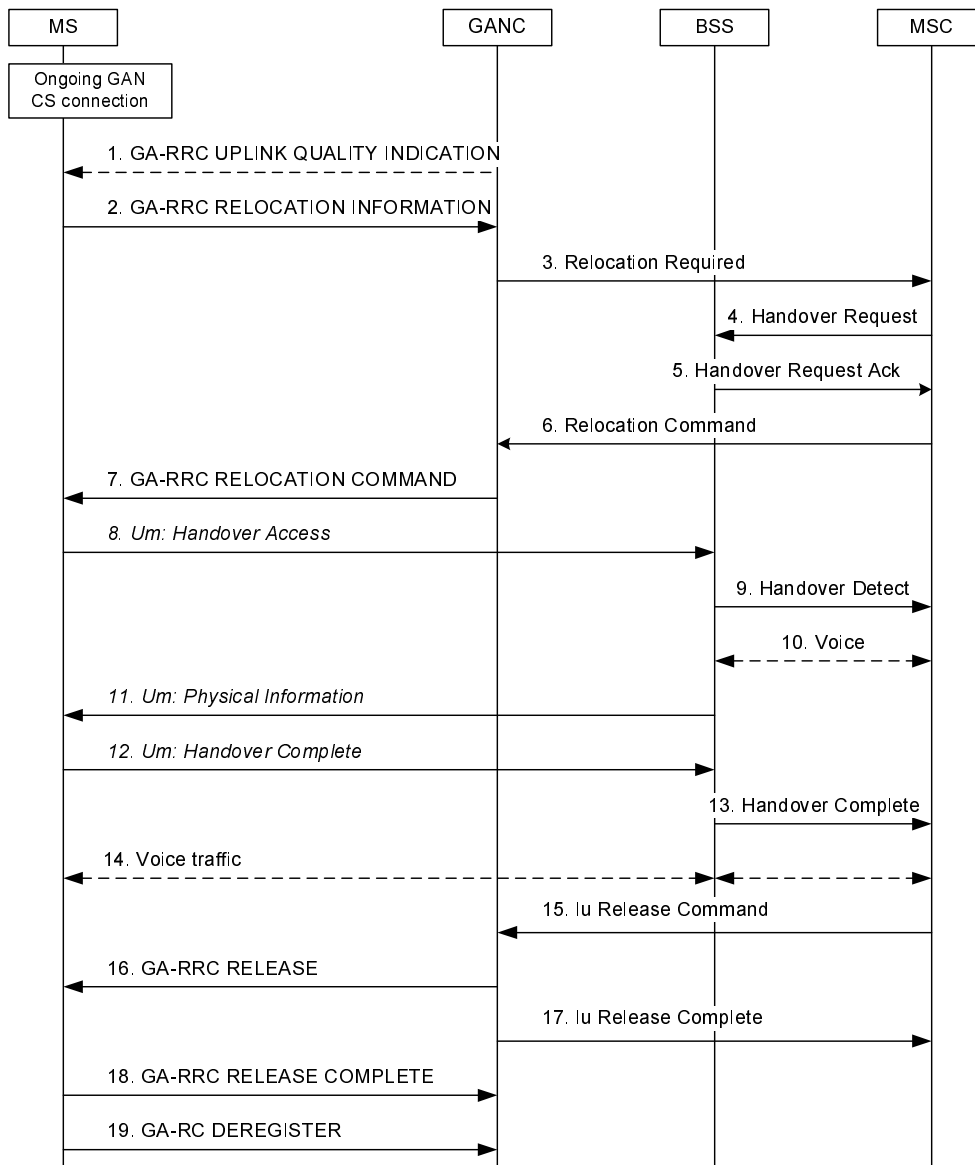 MS
GANC
BSS
MSC
Ongoing GAN
CS connection
1. GA-RRC UPLINK QUALITY INDICATION
2. GA-RRC RELOCATION INFORMATION
3. Relocation Required
4. Handover Request
5. Handover Request Ack
6. Relocation Command
7. GA-RRC RELOCATION COMMAND
8. Um: Handover Access
9. Handover Detect
10. Voice
11. Um: Physical Information
12. Um: Handover Complete
13. Handover Complete
14. Voice traffic
15. Iu Release Command
16. GA-RRC RELEASE
17. Iu Release Complete
18. GA-RRC RELEASE COMPLETE
19. GA-RC DEREGISTER